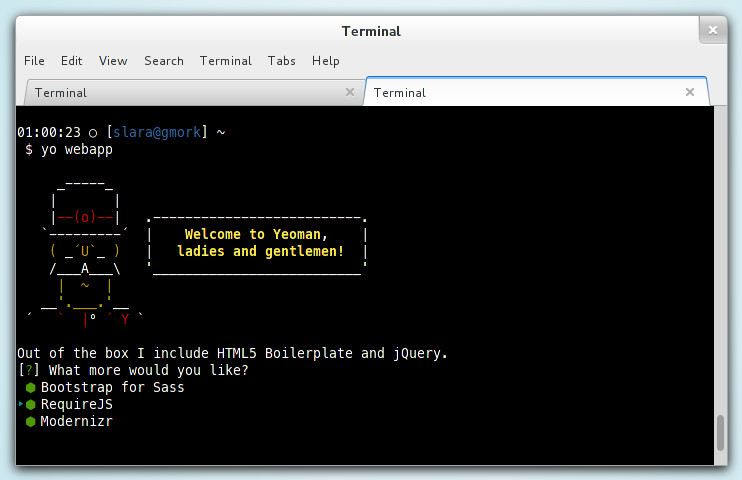 Terminal
File Edit View Search Terminal Tabs Help
Terminal Terminal
01:00:23 ○ [slara@gmork] ~
$ yo webapp
     _-----_
    |       |
    |--(o)--|   .--------------------------.
   `---------´  |    Welcome to Yeoman,    |
    ( _´U`_ )   |   ladies and gentlemen!  |
    /___A___\   '__________________________'
     |  ~  |
   __'.___.'__
 ´   `  |° ´ Y `
Out of the box I include HTML5 Boilerplate and jQuery.
[?] What more would you like?
⬢ Bootstrap for Sass
‣⬢ RequireJS
⬢ Modernizr